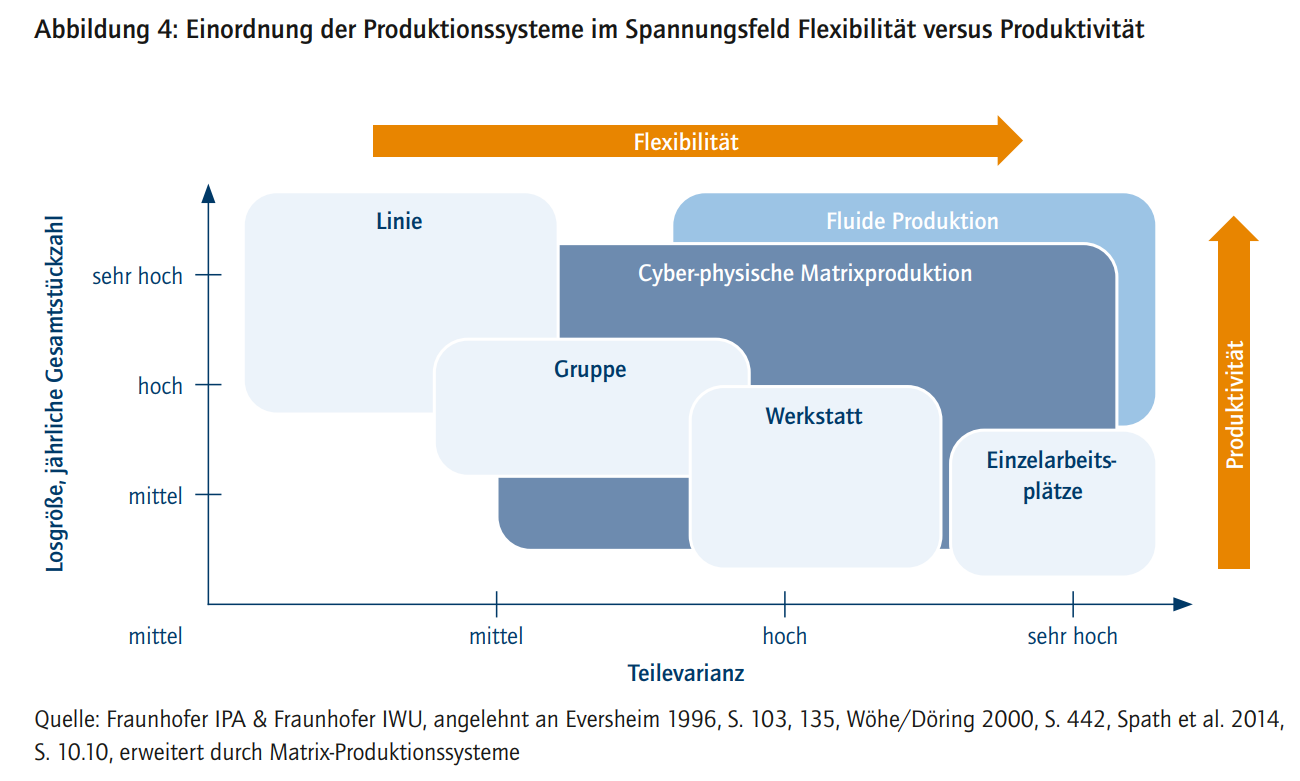 Abbildung 4: Einordnung der Produktionssysteme im Spannungsfeld Flexibilität versus Produktivität
Flexibilität
Linie
Fluide Produktion
Cyber-physische Matrixproduktion
Gruppe
Werkstatt
Einzelarbeits-
plätze
Produktivität
Losgröße, jährliche Gesamtstückzahl
sehr hoch
hoch
mittel
mittel
mittel
hoch
sehr hoch
Teilevarianz
Quelle: Fraunhofer IPA & Fraunhofer IWU, angelehnt an Eversheim 1996, S. 103, 135, Wöhe/Döring 2000, S. 442, Spath et al. 2014,
S. 10.10, erweitert durch Matrix-Produktionssysteme